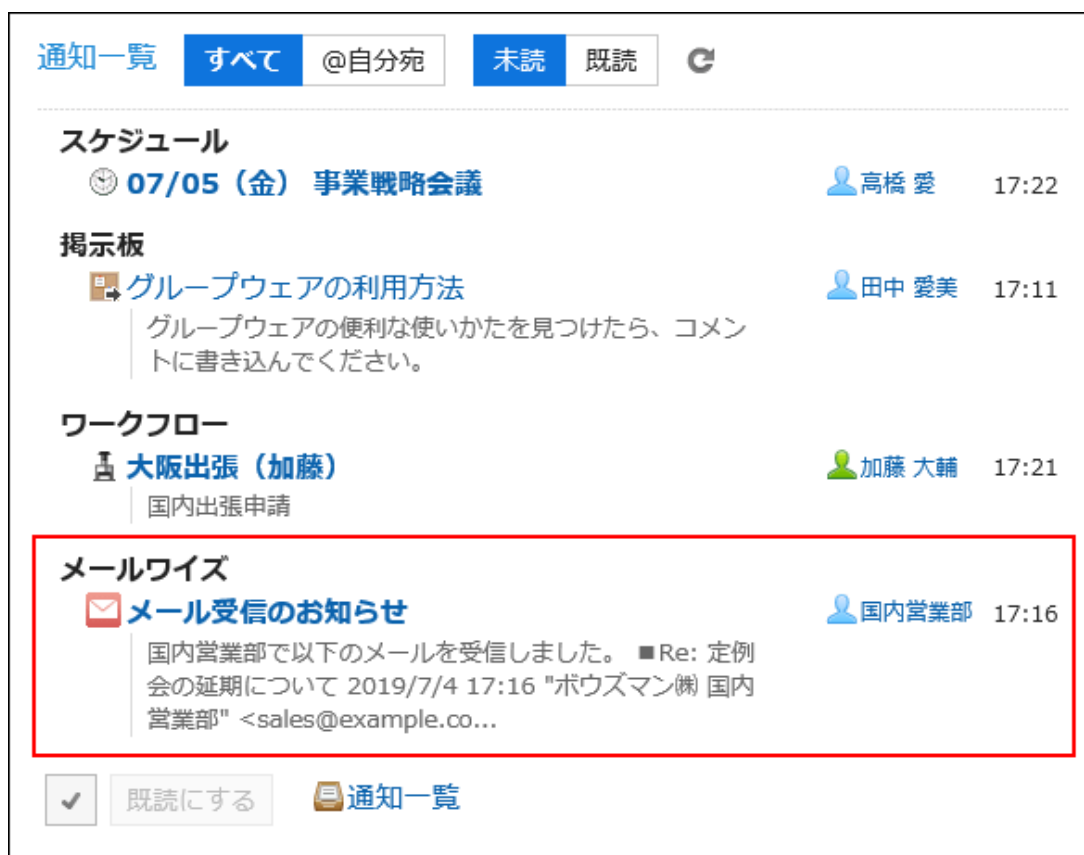 通知一覧 すべて @自分宛 未読 既読
スケジュール
07/05（金） 事業戦略会議 高橋 愛 17:22
掲示板
グループウェアの利用方法 田中 愛美 17:11
グループウェアの便利な使いかたを見つけたら、コメン
トに書き込んでください。
ワークフロー
大阪出張（加藤） 加藤 大輔 17:21
国内出張申請
メールワイズ
メール受信のお知らせ 国内営業部 17:16
国内営業部で以下のメールを受信しました。 ■Re: 定例
会の延期について 2019/7/4 17:16 "ボウズマン㈱ 国内
営業部" <sales@example.co...
既読にする 通知一覧